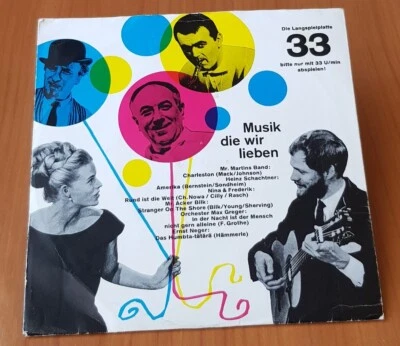 Die Langspielplatte
33
bitte nur mit 33 U/min
abspielen!
Musik
die wir
lieben
Mr. Martins Band:
Charleston (Mack/Johnson)
Heinz Schachtner:
Amerika (Bernstein/Sondheim)
Nina & Frederik:
Rund ist die Welt (Ch. Nowa / Cilly / Rasch)
Mr. Acker Bilk:
Stranger On The Shore (Bilk/Young/Sherving)
Orchester Max Greger:
In der Nacht ist der Mensch
nicht gern alleine (F. Grothe)
Ernst Neger:
Das Humbta-tätärä (Hämmerle)